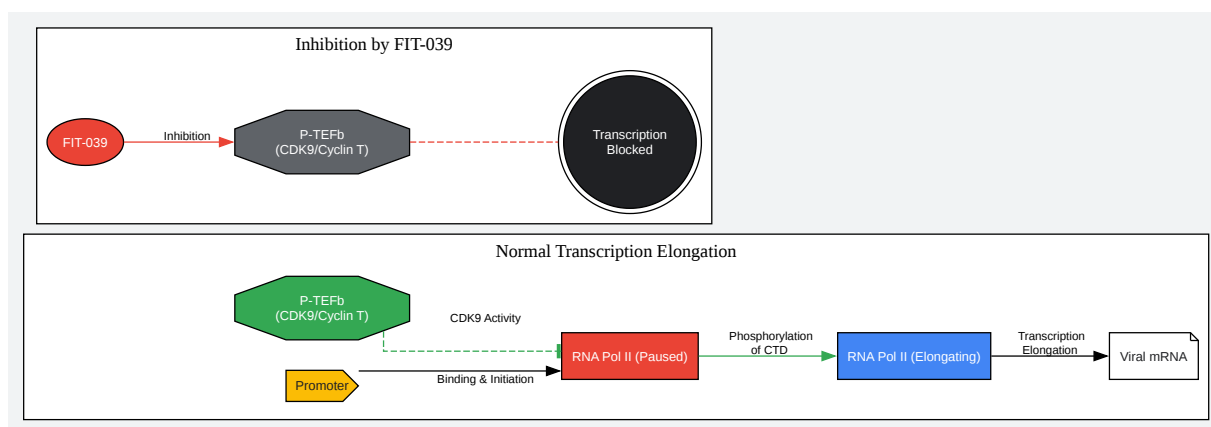 Inhibition by FIT-039
FIT-039
Inhibition
P-TEFb
(CDK9/Cyclin T)
Transcription
Blocked
Normal Transcription Elongation
P-TEFb
(CDK9/Cyclin T)
CDK9 Activity
Promoter
Binding & Initiation
RNA Pol II (Paused)
Phosphorylation
of CTD
RNA Pol II (Elongating)
Transcription
Elongation
Viral mRNA